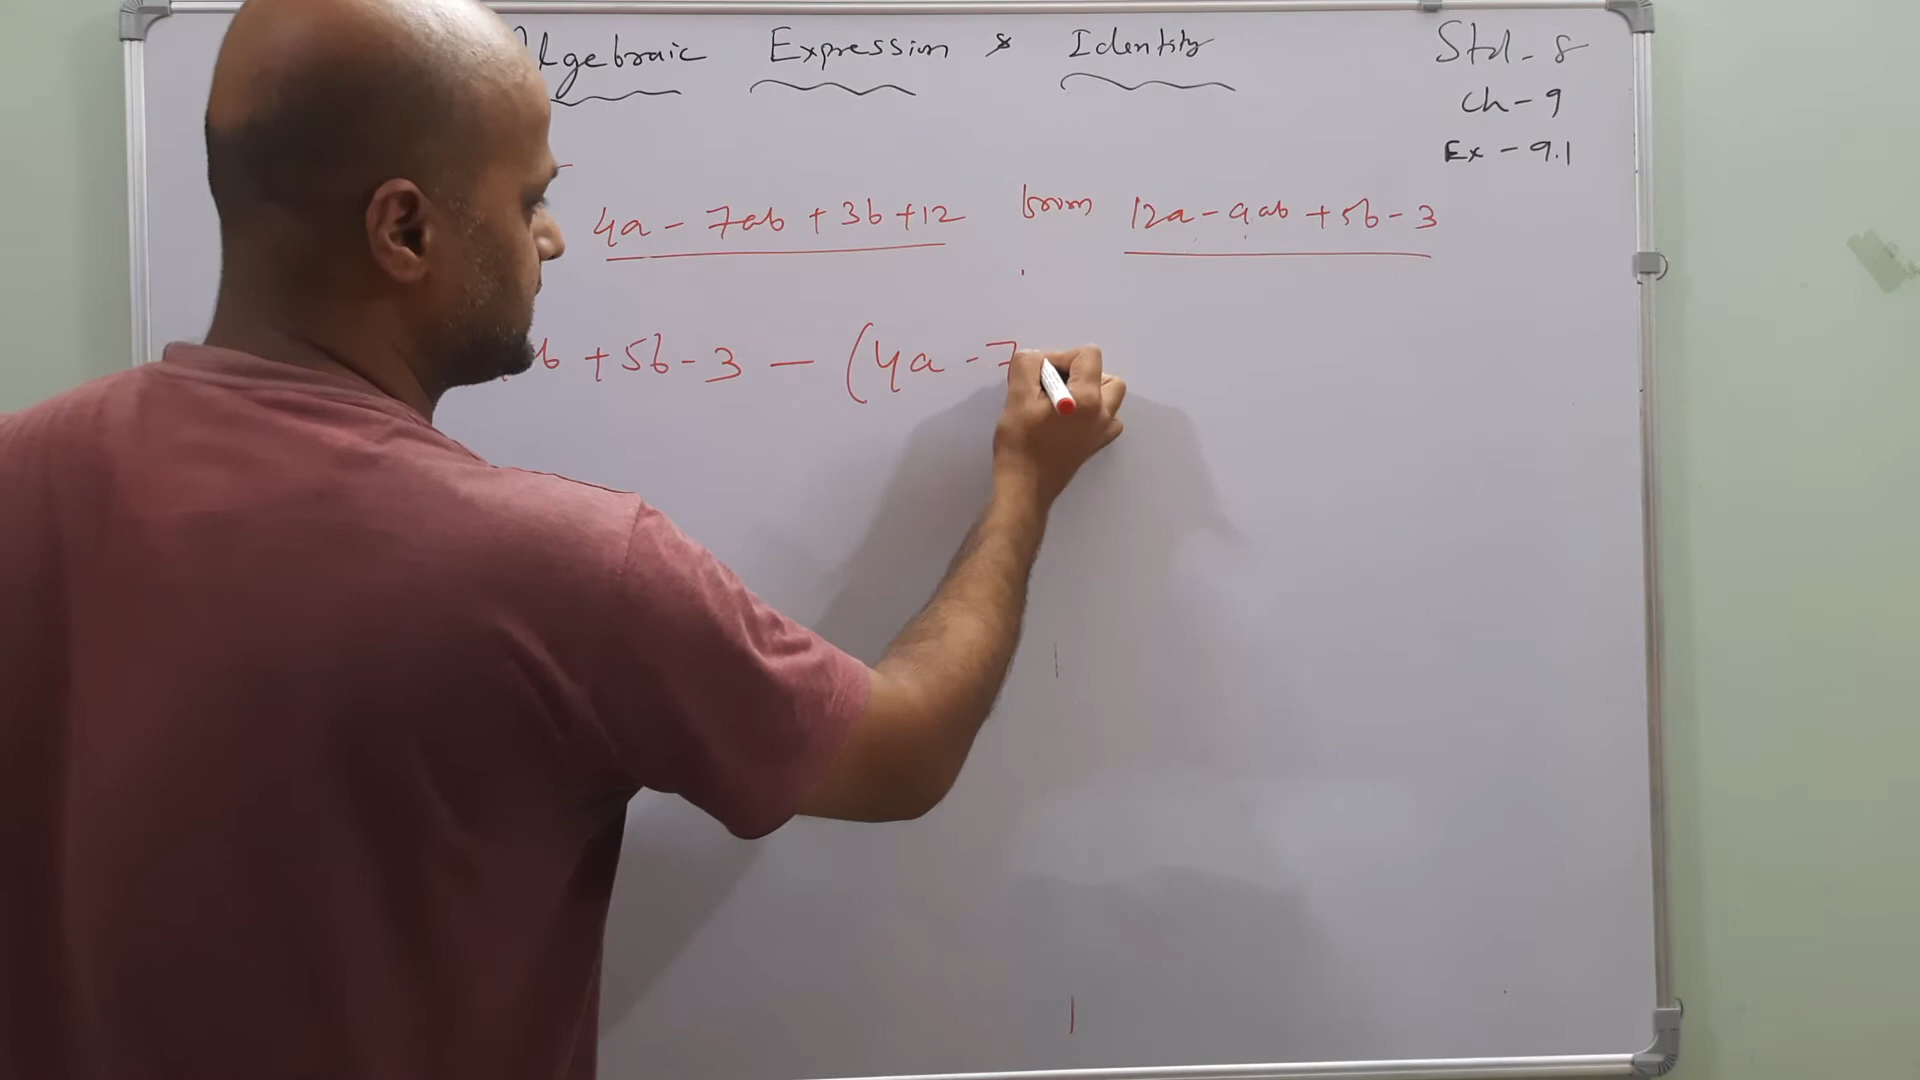 Algebraic Expression & Identity
Std - 8
Ch - 9
Ex - 9.1
4a - 7ab + 3b + 12 from 12a - 9ab + 5b - 3
b + 5b - 3 - (4a - 7